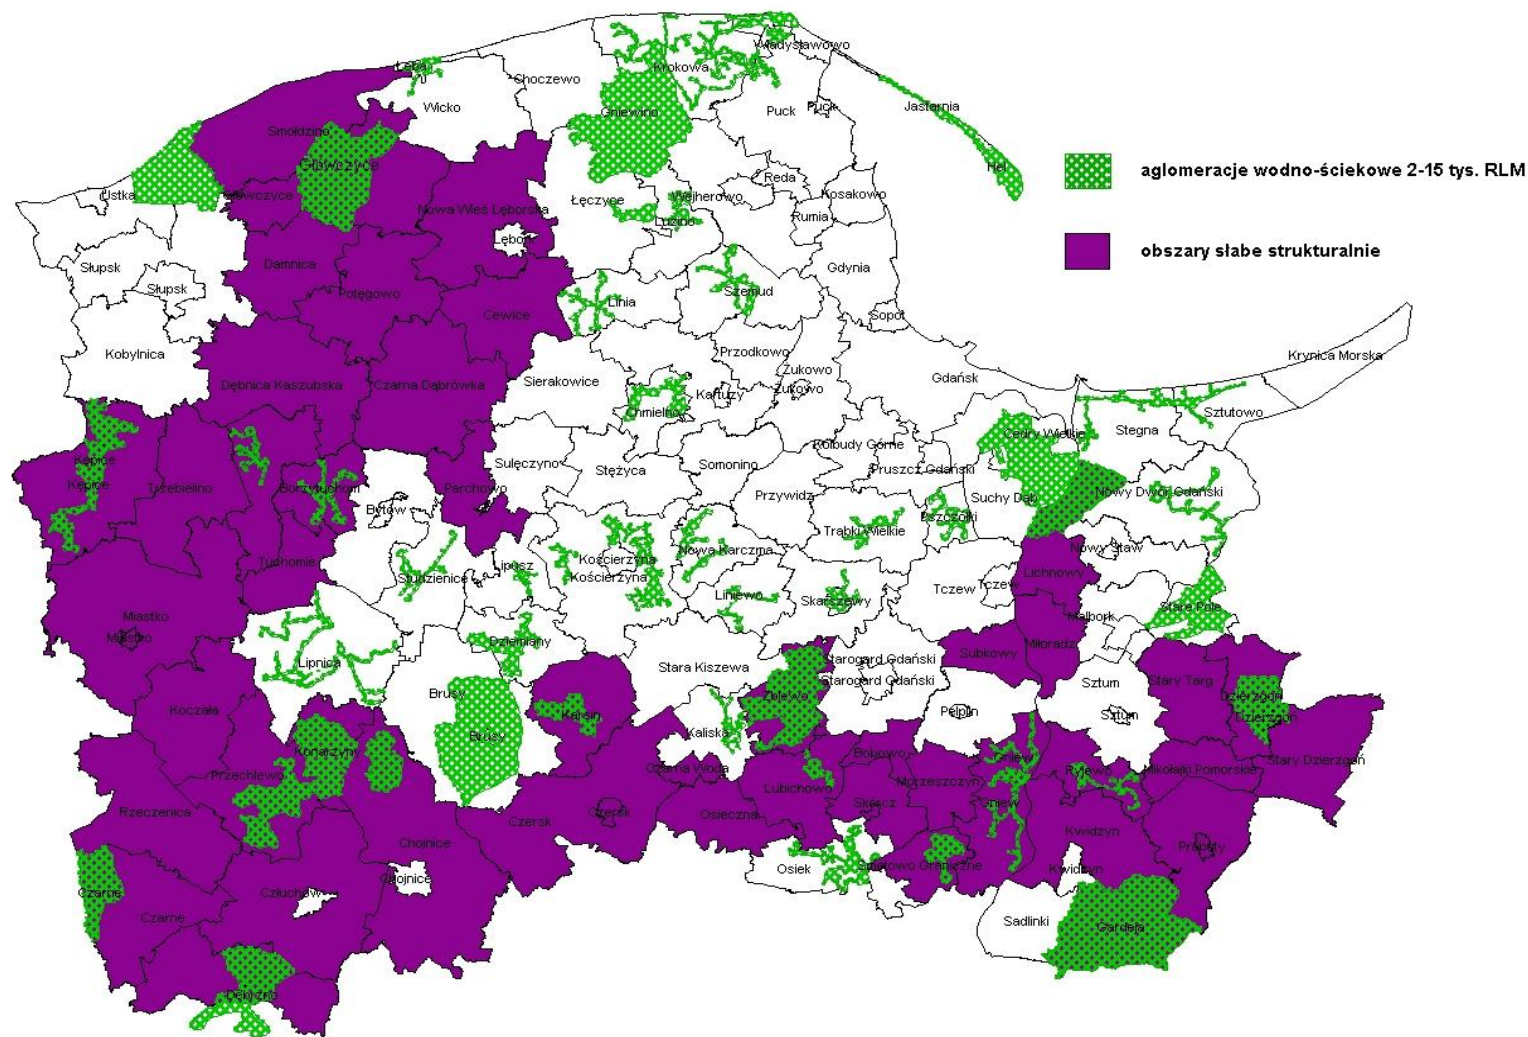 Władysławowo
Krokowa
Łeba
Choczewo
Wicko
Gniewino
Puck
Puck
Jastarnia
Smołdzino
Główczyce
Hel
aglomeracje wodno-ściekowe 2-15 tys. RLM
Ustka
Główczyce
Nowa Wieś Lęborska
Łęczyce
Wejherowo
Reda
Kosakowo
Luzino
Rumia
Lębork
obszary słabe strukturalnie
Słupsk
Damnica
Gdynia
Słupsk
Potęgowo
Linia
Szemud
Cewice
Sopot
Kobylnica
Przodkowo
Krynica Morska
Dębnica Kaszubska
Czarna Dąbrówka
Sierakowice
Żukowo
Gdańsk
Kartuzy
Żukowo
Chmielno
Sztutowo
Cedry Wielkie
Stegna
Kolbudy Górne
Kępice
Sulęczyno
Stężyca
Somonino
Pruszcz Gdański
Kępice
Trzebielino
Borzytuchom
Parchowo
Przywidz
Suchy Dąb
Nowy Dwór Gdański
Bytów
Pszczółki
Trąbki Wielkie
Nowa Karczma
Nowy Staw
Tuchomie
Lipusz
Kościerzyna
Kościerzyna
Studzienice
Lichnowy
Tczew
Tczew
Liniewo
Skarszewy
Stare Pole
Miastko
Malbork
Miastko
Dziemiany
Miłoradz
Subkowy
Lipnica
Stara Kiszewa
Starogard Gdański
Starogard Gdański
Sztum
Stary Targ
Brusy
Zblewo
Dzierzgoń
Koczała
Karsin
Pelplin
Sztum
Dzierzgoń
Brusy
Kaliska
Konarzyny
Bobowo
Gniew
Stary Dzierzgoń
Przechlewo
Czarna Woda
Ryjewo
Mikołajki Pomorskie
Lubichowo
Morzeszczyn
Rzeczenica
Czersk
Czersk
Osieczna
Skórcz
Gniew
Kwidzyn
Chojnice
Prabuty
Osiek
Smętowo Graniczne
Kwidzyn
Chojnice
Czarne
Człuchów
Czarne
Sadlinki
Gardeja
Debrzno